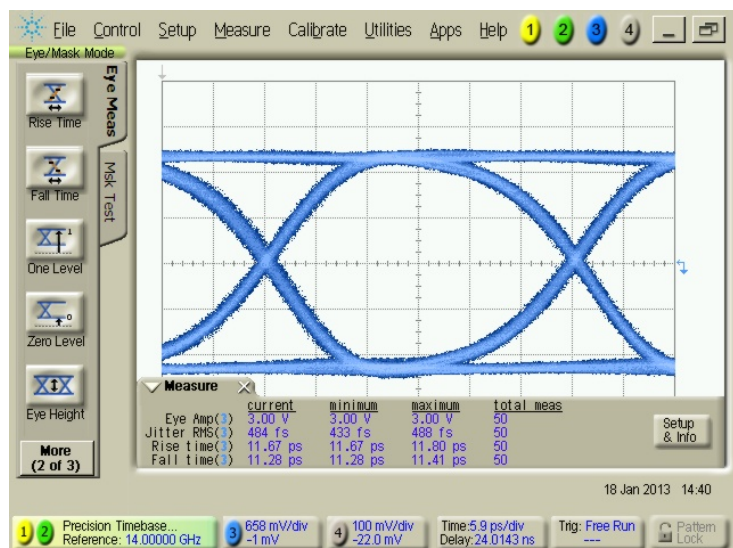 File Control Setup Measure Calibrate Utilities Apps Help 1 2 3 4
Eye/Mask Mode
Eye Meas
Msk Test
Rise Time
Fall Time
One Level
Zero Level
Eye Height
More
(2 of 3)
Measure
current minimum maximum total meas
Eye Amp(3) 3.00 V 3.00 V 3.00 V 50
Jitter RMS(3) 484 fs 433 fs 488 fs 50
Rise time(3) 11.67 ps 11.67 ps 11.80 ps 50
Fall time(3) 11.28 ps 11.28 ps 11.41 ps 50
Setup
& Info
18 Jan 2013 14:40
1 2 Precision Timebase...
Reference: 14.00000 GHz
3 658 mV/div
-1 mV
4 100 mV/div
-22.0 mV
Time:5.9 ps/div
Delay:24.0143 ns
Trig: Free Run
---
Pattern
Lock